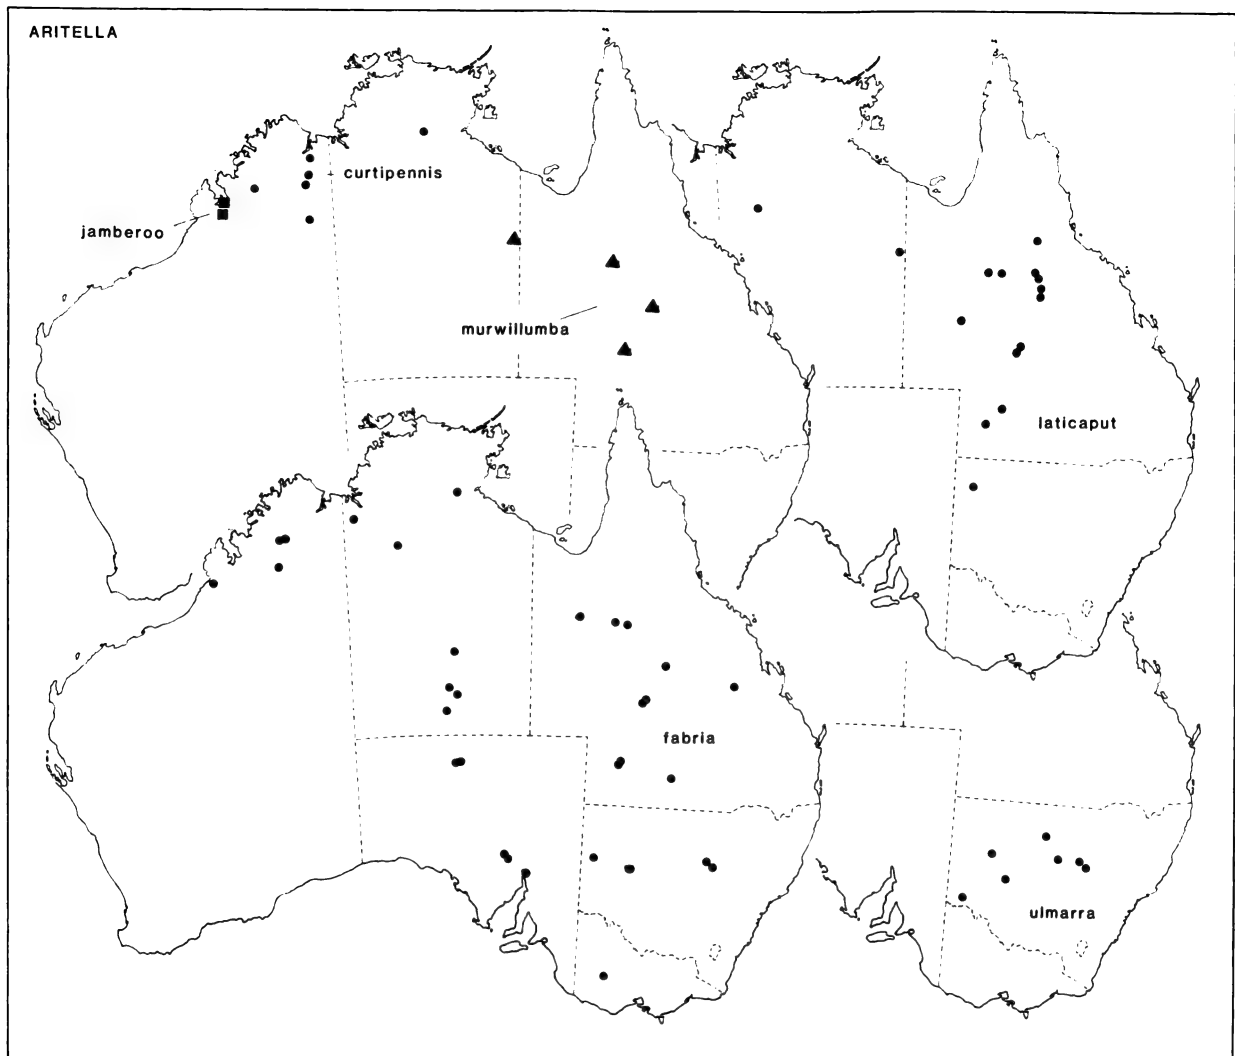 ARITELLA
curtipennis
jamberoo
murwillumba
laticaput
fabria
ulmarra